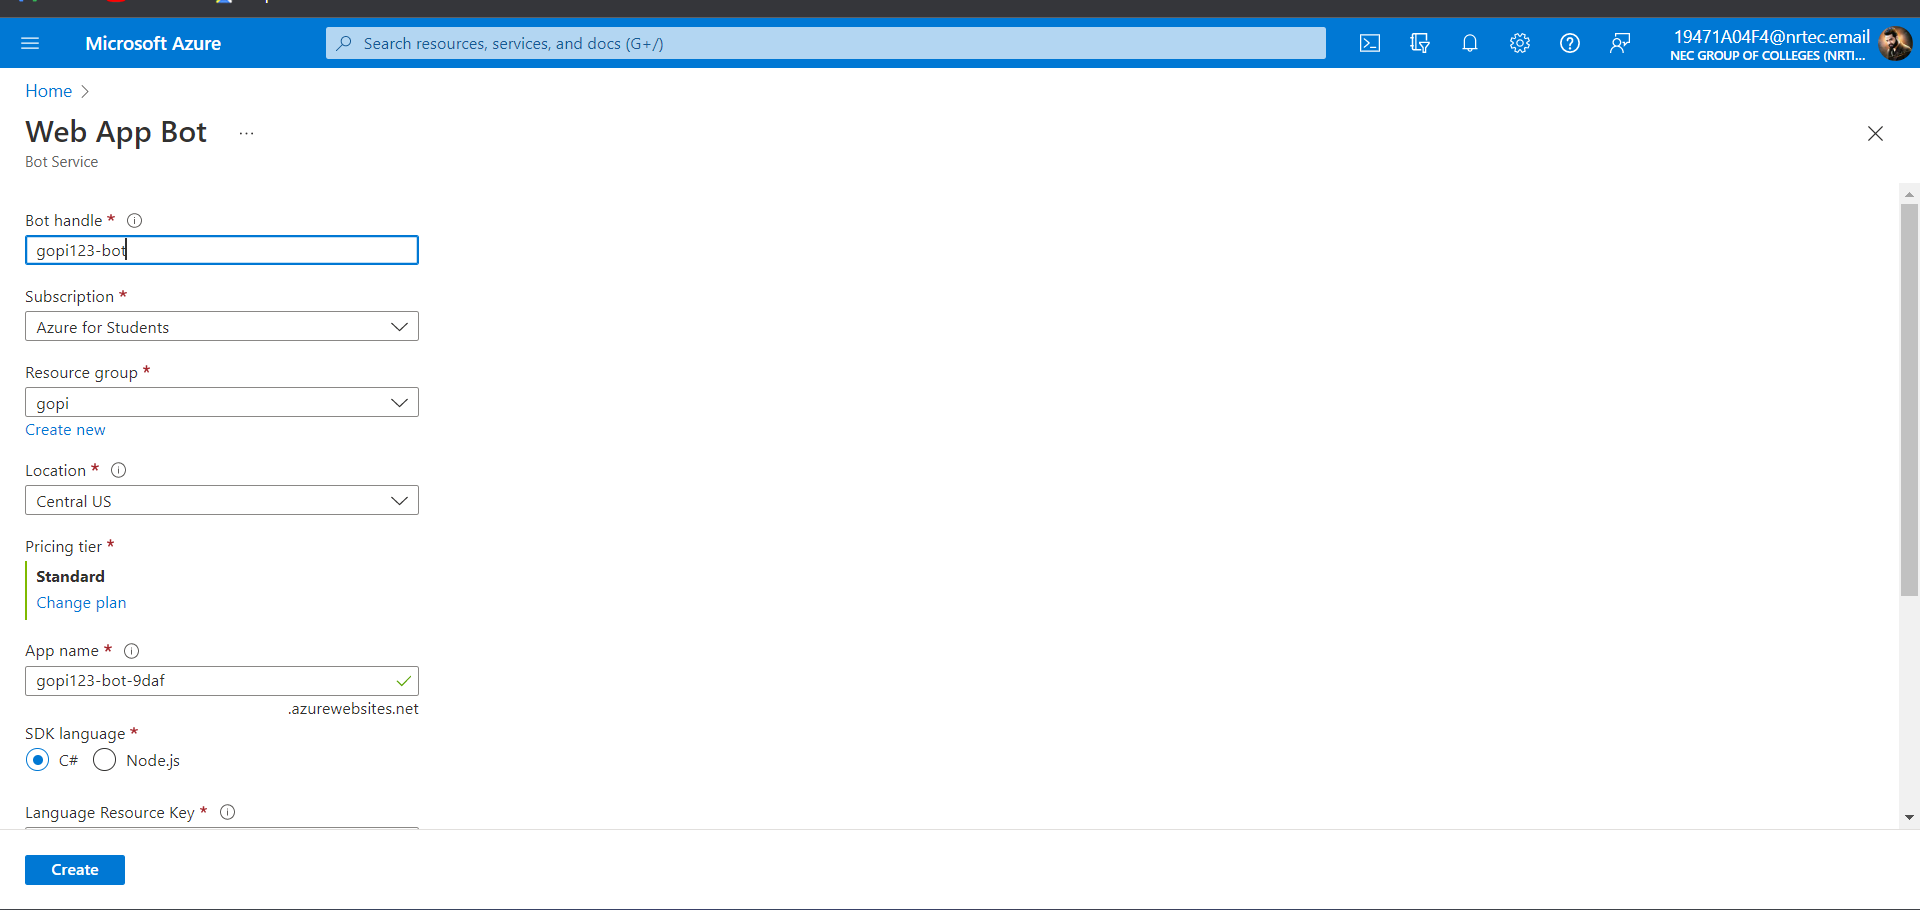 Microsoft Azure
Search resources, services, and docs (G+/)
19471A04F4@nrtec.email
NEC GROUP OF COLLEGES (NRTI...
Home
Web App Bot
...
Bot Service
Bot handle *
gopi123-bot
Subscription *
Azure for Students
Resource group *
gopi
Create new
Location *
Central US
Pricing tier *
Standard
Change plan
App name *
gopi123-bot-9daf
.azurewebsites.net
SDK language *
C# Node.js
Language Resource Key *
Create